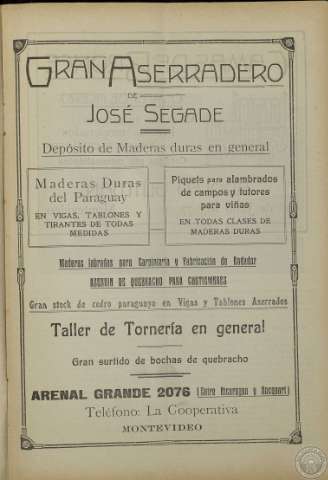 GRAN ASERRADERO
DE
JOSÉ SEGADE
Depósito de Maderas duras en general
Maderas Duras
del Paraguay
EN VIGAS, TABLONES Y
TIRANTES DE TODAS
MEDIDAS
Piquets para alambrados
de campos y tutores
para viñas
EN TODAS CLASES DE
MADERAS DURAS
Maderas labradas para Carpintería y Fabricación de
DE QUEBRACHO PARA CURTIEMBRES
Gran stock de cedro paraguayo en Vigas y Tablones Aserrados
Taller de Tornería en general
Gran surtido de bochas de quebracho
ARENAL GRANDE 2076 (Entre Nicaragua y
Teléfono: La Cooperativa
MONTEVIDEO